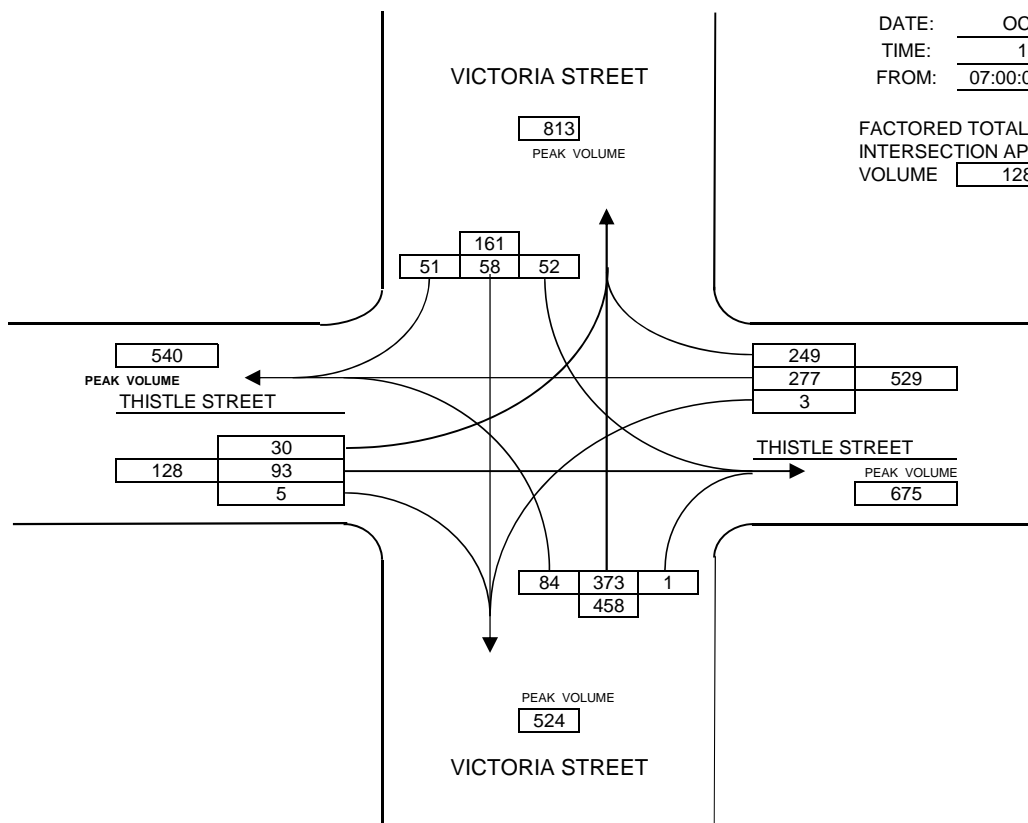 DATE:
TIME: 1
FROM: 07:00:0
VICTORIA STREET
813
PEAK VOLUME
FACTORED TOTAL
INTERSECTION
VOLUME 128
161
51 58 52
540
PEAK VOLUME
THISTLE STREET
249
277 529
3
30
128 93
5
THISTLE STREET
PEAK VOLUME
675
84 373 1
458
PEAK VOLUME
524
VICTORIA STREET